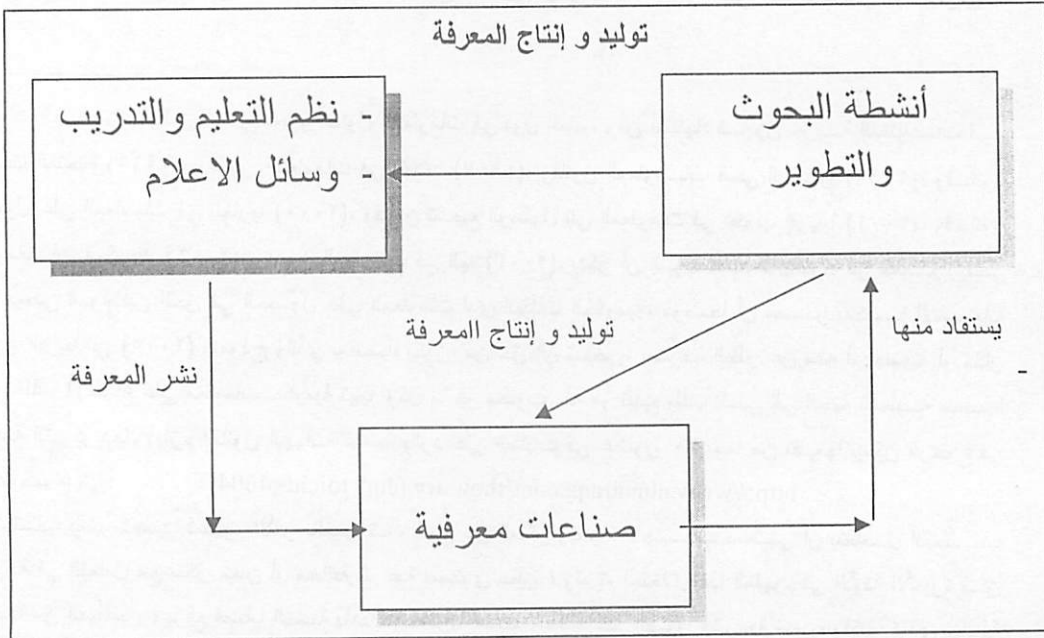 توليد و إنتاج المعرفة
أنشطة البحوث
والتطوير
- نظم التعليم والتدريب
- وسائل الاعلام
توليد و إنتاج المعرفة
يستفاد منها
نشر المعرفة
صناعات معرفية